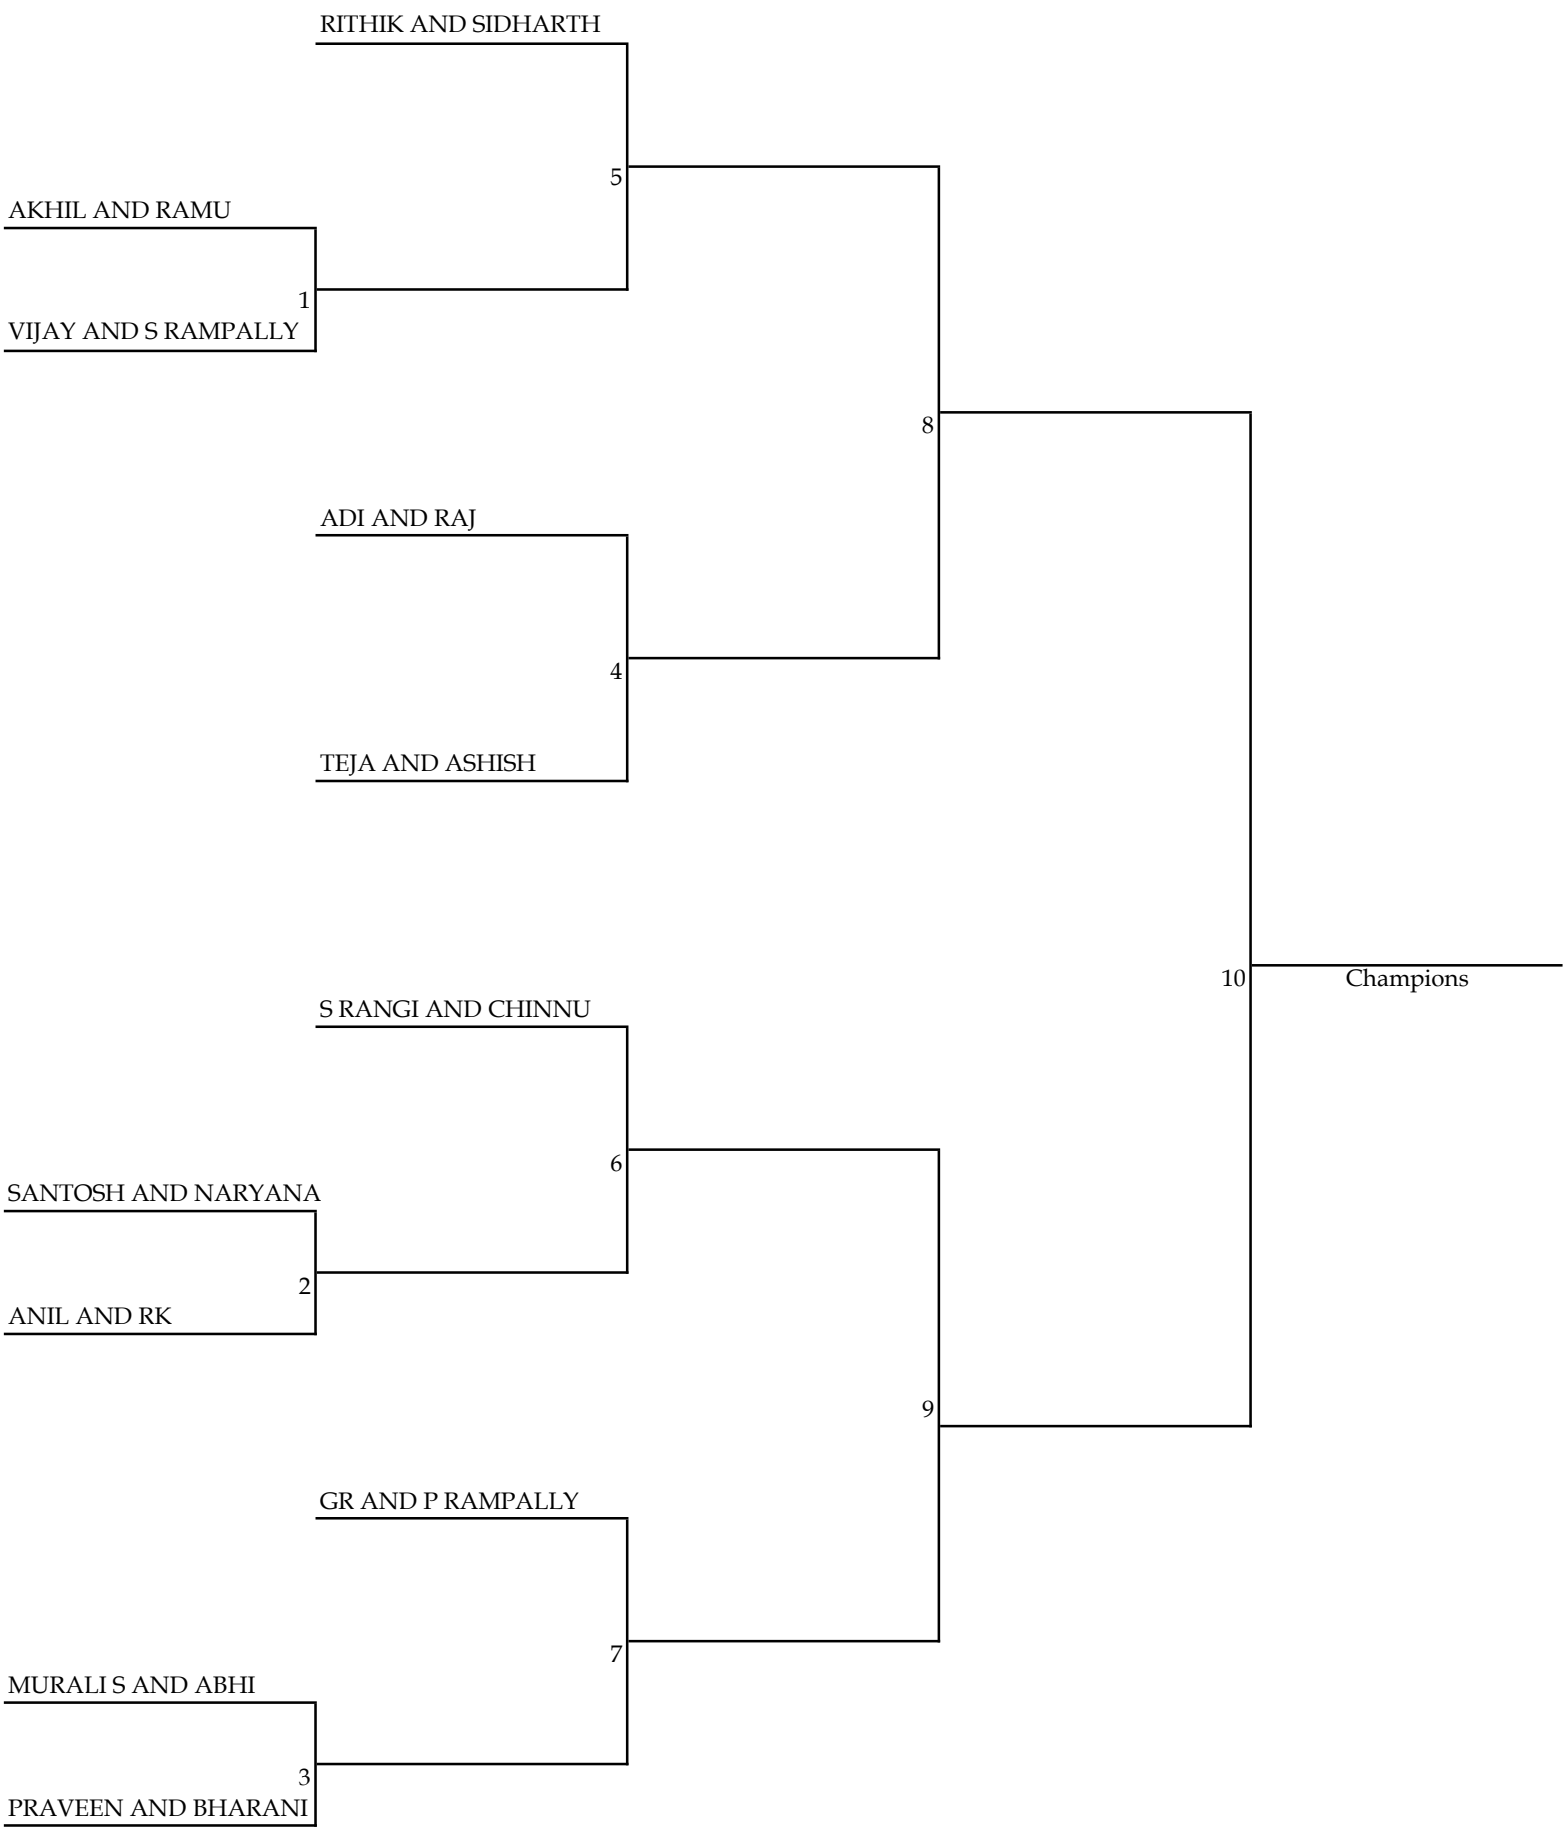 RITHIK AND SIDHARTH
5
AKHIL AND RAMU
1
VIJAY AND S RAMPALLY
8
ADI AND RAJ
4
TEJA AND ASHISH
10
Champions
S RANGI AND CHINNU
6
SANTOSH AND NARYANA
2
ANIL AND RK
9
GR AND P RAMPALLY
7
MURALI S AND ABHI
3
PRAVEEN AND BHARANI